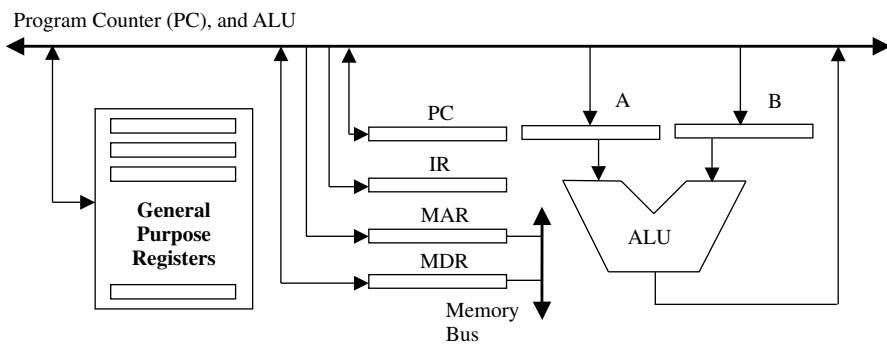 Program Counter (PC), and ALU
A
B
PC
IR
MAR
MDR
General
Purpose
Registers
ALU
Memory
Bus